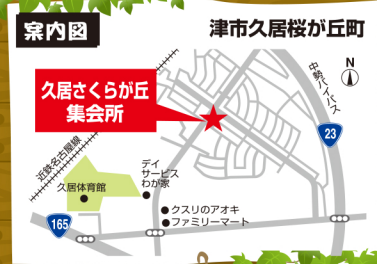 案内図
津市久居桜が丘町
久居さくらが丘
集会所
中勢バイパス
N
23
近鉄名古屋線
久居体育館
デイ
サービス
わが家
クスリのアオキ
ファミリーマート
165